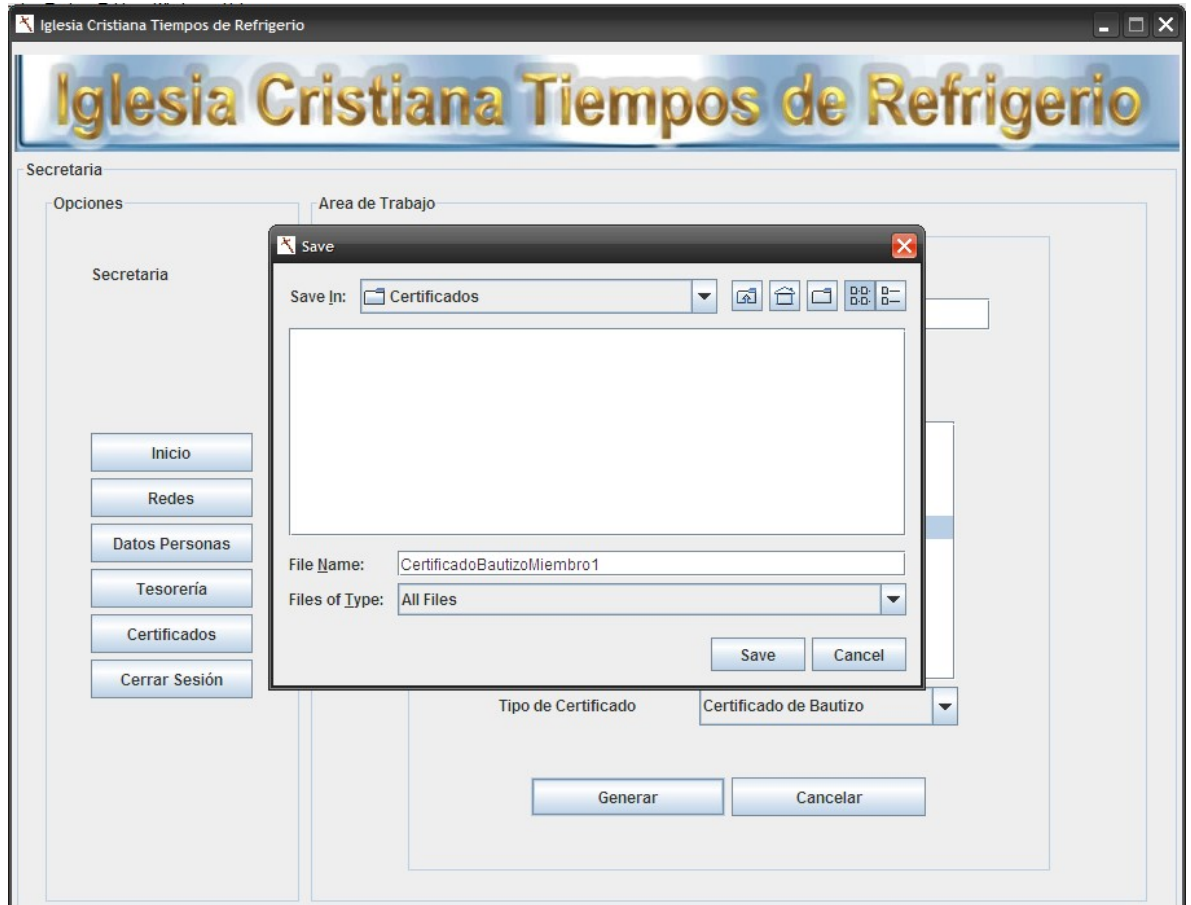 Iglesia Cristiana Tiempos de Refrigerio
Iglesia Cristiana Tiempos de Refrigerio
Secretaria
Opciones
Area de Trabajo
Secretaria
Save
Save In: Certificados
Inicio
Redes
Datos Personas
Tesorería
Certificados
Cerrar Sesión
File Name: CertificadoBautizoMiembro1
Files of Type: All Files
Save Cancel
Tipo de Certificado Certificado de Bautizo
Generar Cancelar